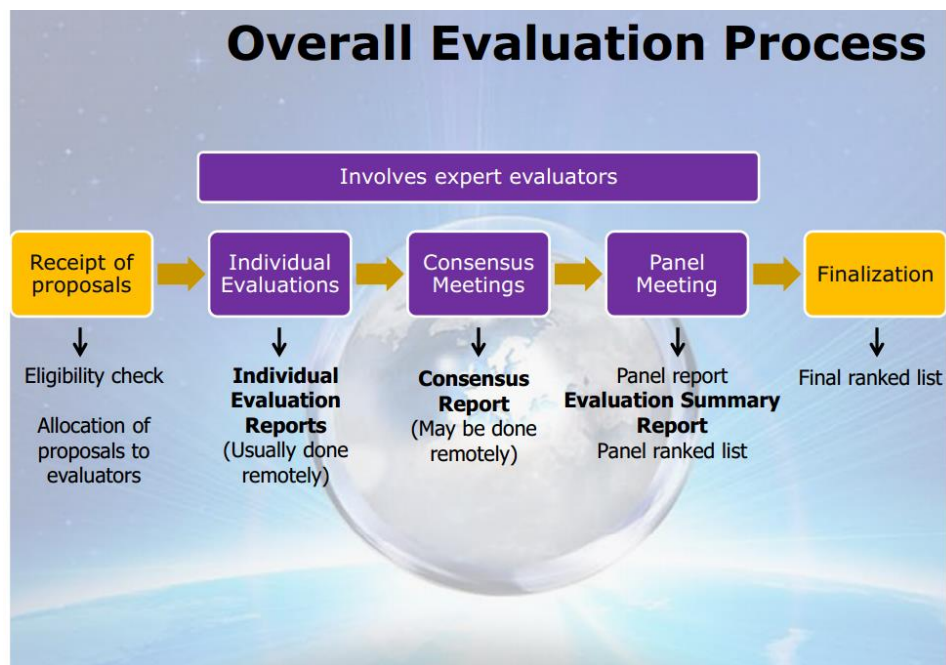 Overall Evaluation Process
Involves expert evaluators
Receipt of
proposals
Individual
Evaluations
Consensus
Meetings
Panel
Meeting
Finalization
Eligibility check
Allocation of
proposals to
evaluators
Individual
Evaluation
Reports
(Usually done
remotely)
Consensus
Report
(May be done
remotely)
Panel report
Evaluation Summary
Report
Panel ranked list
Final ranked list